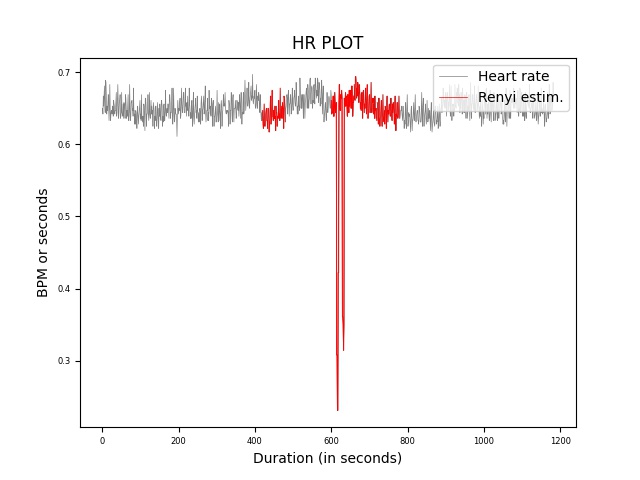 HR PLOT
Heart rate
Renyi estim.
0.7
0.6
0.5
0.4
0.3
BPM or seconds
0 200 400 600 800 1000 1200
Duration (in seconds)